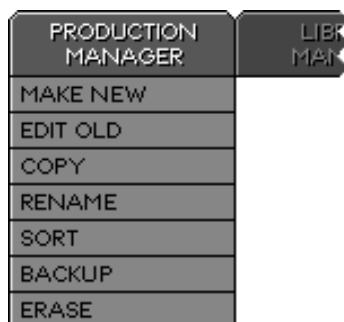 PRODUCTION
MANAGER
MAKE NEW
EDIT OLD
COPY
RENAME
SORT
BACKUP
ERASE